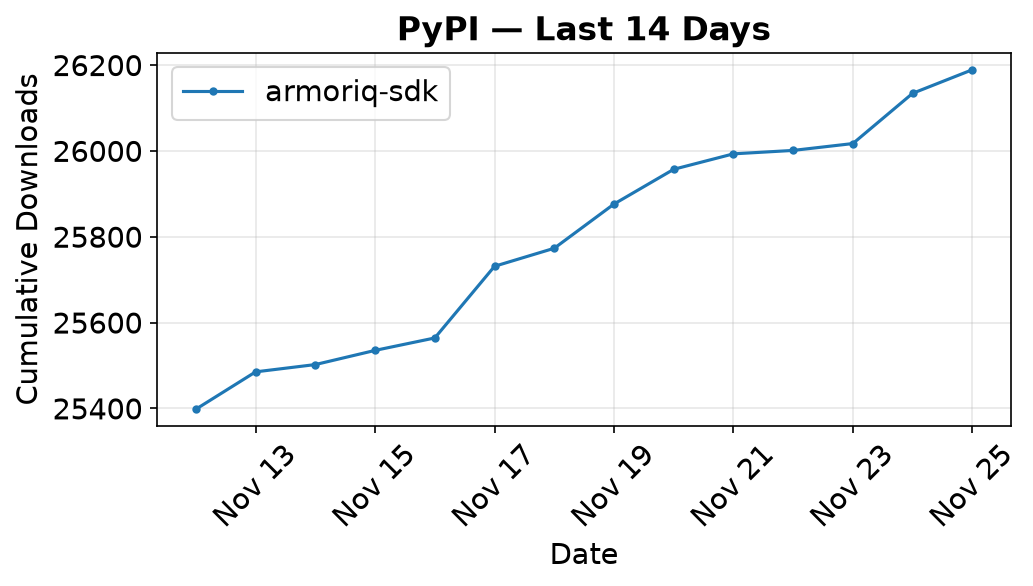 PyPI — Last 14 Days
armoriq-sdk
Cumulative Downloads
26200
26000
25800
25600
25400
Nov 13
Nov 15
Nov 17
Nov 19
Nov 21
Nov 23
Nov 25
Date